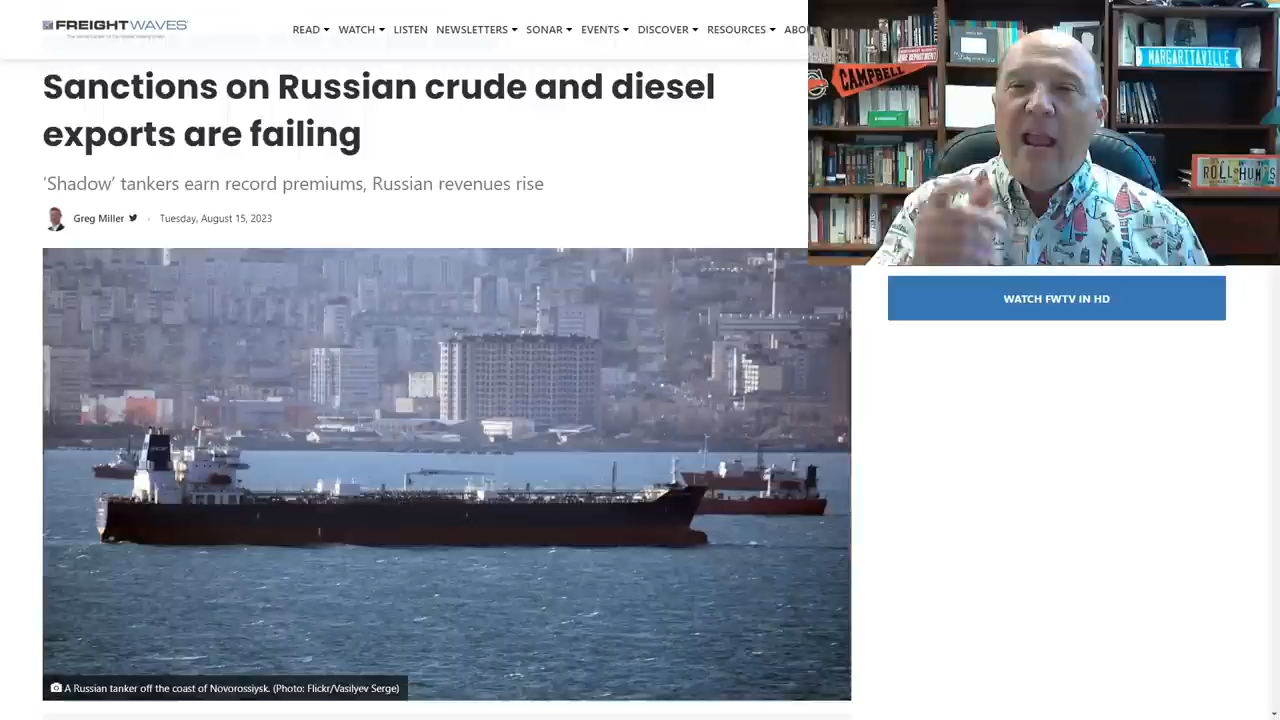 FREIGHTWAVES
READ WATCH LISTEN NEWSLETTERS SONAR EVENTS DISCOVER RESOURCES ABOU
Sanctions on Russian crude and diesel
exports are failing
‘Shadow’ tankers earn record premiums, Russian revenues rise
Greg Miller
Tuesday, August 15, 2023
CAMPBELL
MARGARITAVILLE
ROLL HUM S
WATCH FWTV IN HD
A Russian tanker off the coast of Novorossiysk. (Photo: Flickr/Vasilyev Serge)